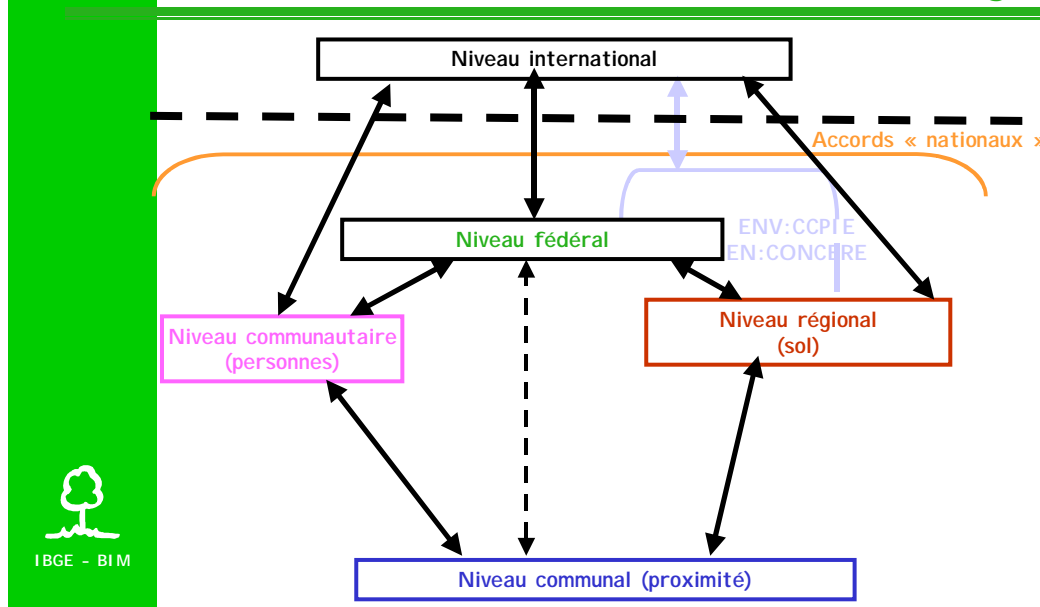 Niveau international
Accords « nationaux »
Niveau fédéral
ENV:CCPIE
EN:CONCERE
Niveau communautaire
(personnes)
Niveau régional
(sol)
IBGE - BIM
Niveau communal (proximité)